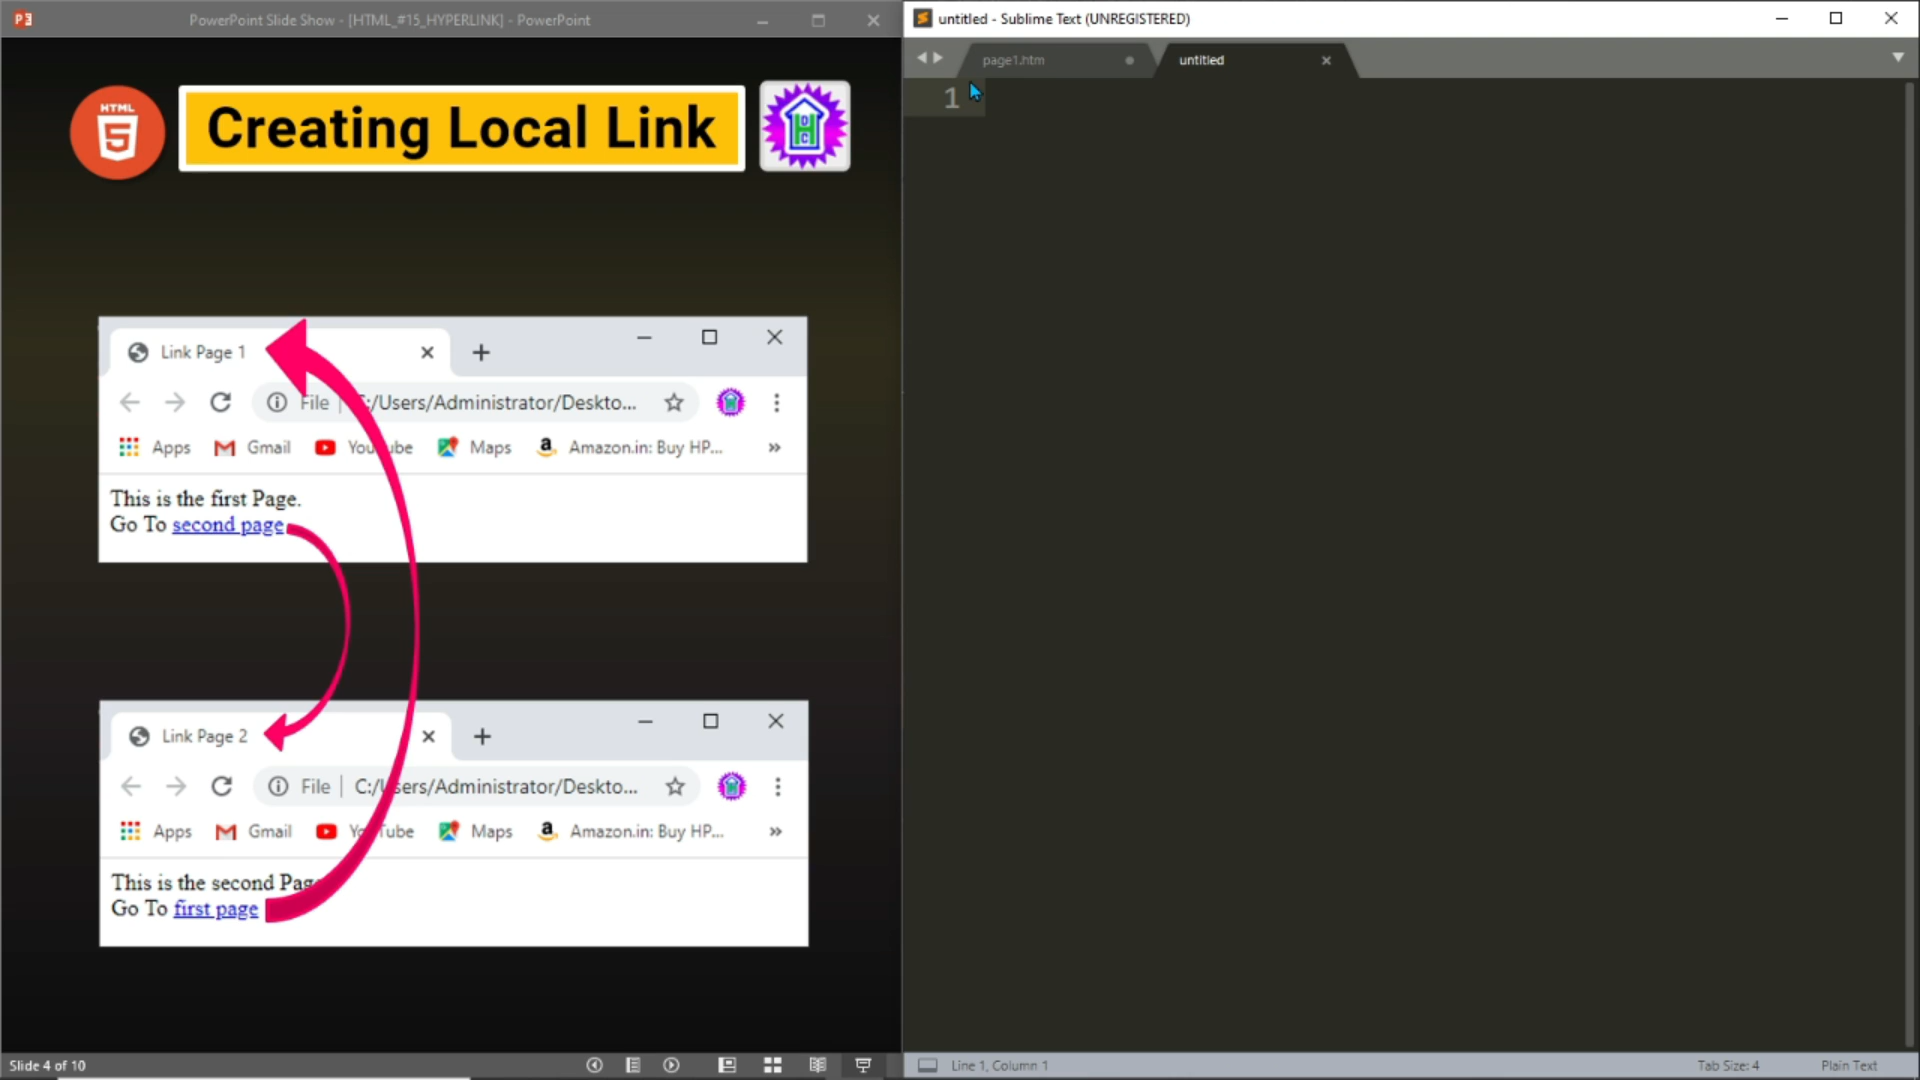 PowerPoint Slide Show - [HTML_#15_HYPERLINK] - PowerPoint
HTML
5
Creating Local Link
Link Page 1
File
:/Users/Administrator/Deskto...
Apps
Gmail
YouTube
Maps
Amazon.in: Buy HP...
This is the first Page.
Go To second page
Link Page 2
File
C:/Users/Administrator/Deskto...
Apps
Gmail
YouTube
Maps
Amazon.in: Buy HP...
This is the second Page
Go To first page
Slide 4 of 10
untitled - Sublime Text (UNREGISTERED)
page1.htm
untitled
1
Line 1, Column 1
Tab Size: 4
Plain Text